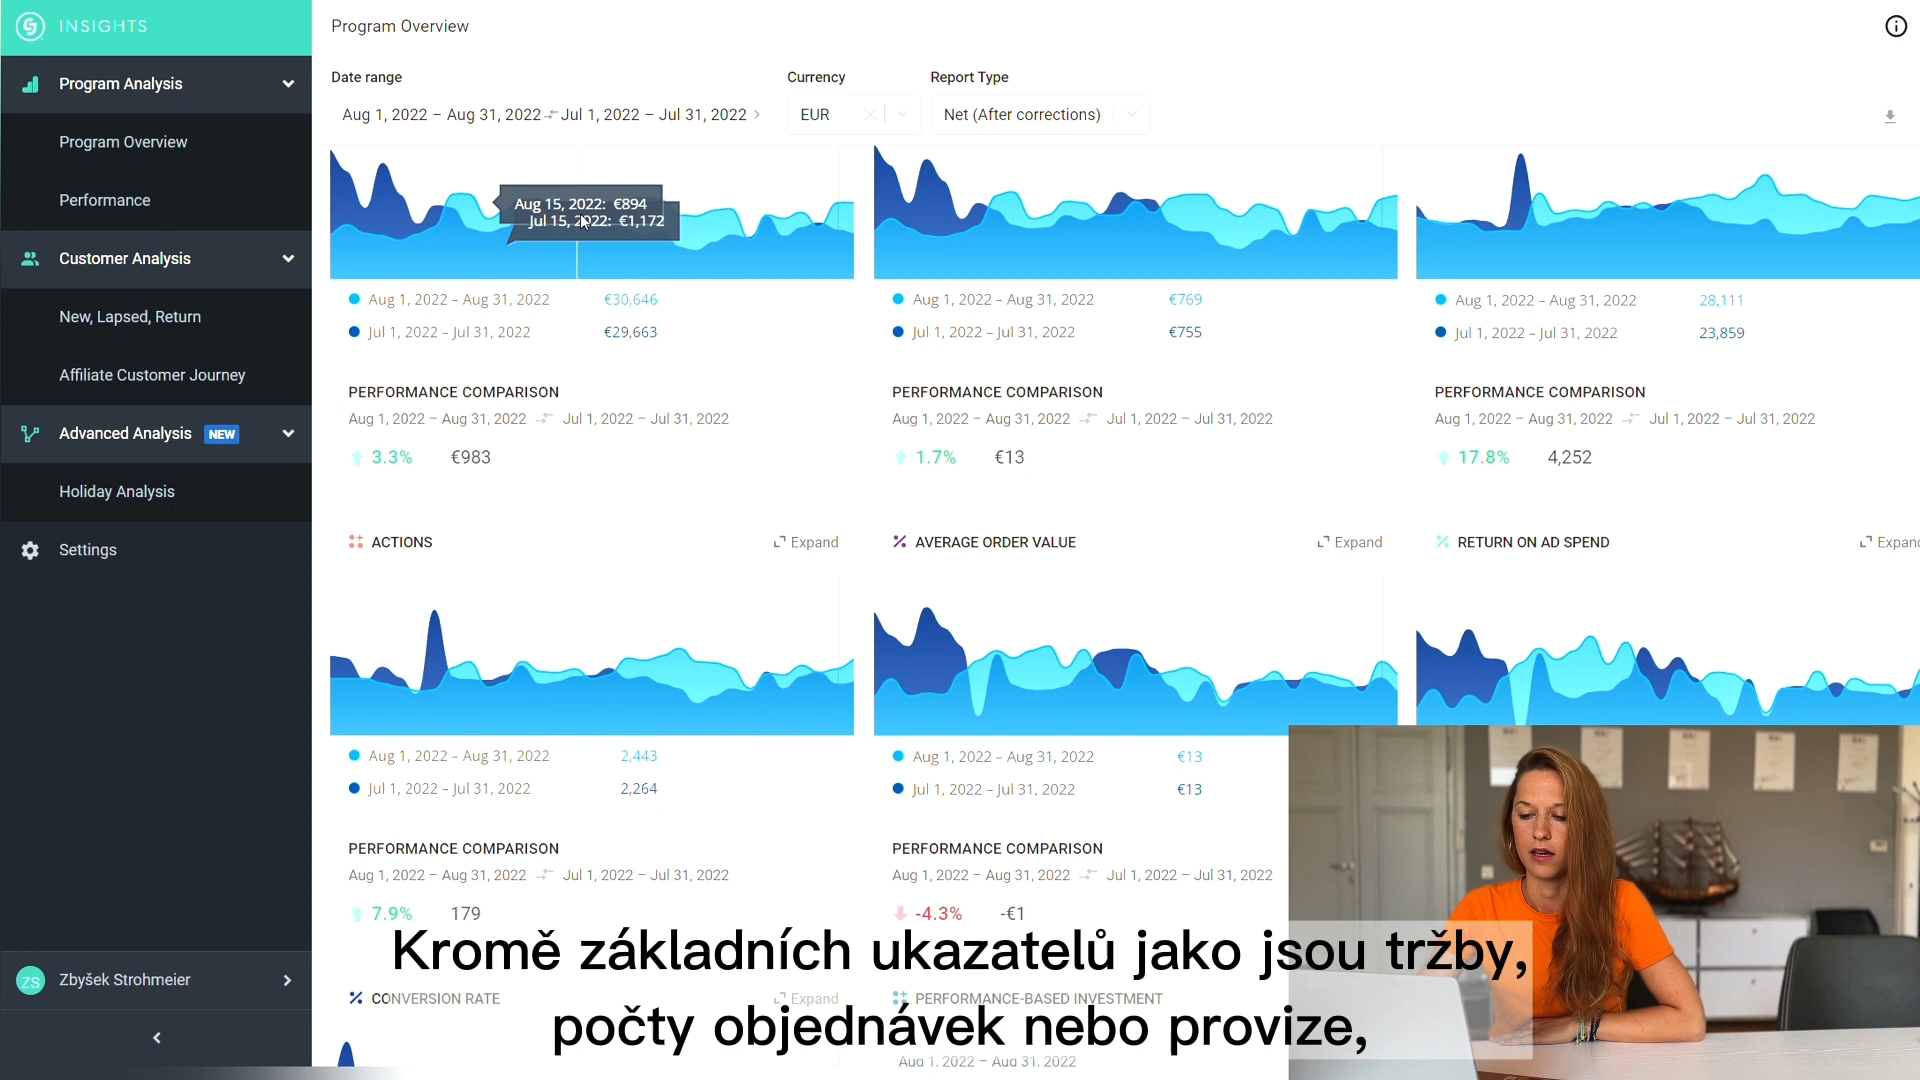 INSIGHTS
Program Analysis
Program Overview
Performance
Customer Analysis
New, Lapsed, Return
Affiliate Customer Journey
Advanced Analysis NEW
Holiday Analysis
Settings
ZS Zbyšek Strohmeier
Program Overview
Date range
Currency
Report Type
Aug 1, 2022 – Aug 31, 2022 Jul 1, 2022 – Jul 31, 2022
EUR
Net (After corrections)
Aug 15, 2022: €894
Jul 15, 2022: €1,172
Aug 1, 2022 – Aug 31, 2022 €30,646
Jul 1, 2022 – Jul 31, 2022 €29,663
PERFORMANCE COMPARISON
Aug 1, 2022 – Aug 31, 2022 Jul 1, 2022 – Jul 31, 2022
3.3% €983
Aug 1, 2022 – Aug 31, 2022 €769
Jul 1, 2022 – Jul 31, 2022 €755
PERFORMANCE COMPARISON
Aug 1, 2022 – Aug 31, 2022 Jul 1, 2022 – Jul 31, 2022
1.7% €13
Aug 1, 2022 – Aug 31, 2022 28,111
Jul 1, 2022 – Jul 31, 2022 23,859
PERFORMANCE COMPARISON
Aug 1, 2022 – Aug 31, 2022 Jul 1, 2022 – Jul 31, 2022
17.8% 4,252
ACTIONS Expand
Aug 1, 2022 – Aug 31, 2022 2,443
Jul 1, 2022 – Jul 31, 2022 2,264
PERFORMANCE COMPARISON
Aug 1, 2022 – Aug 31, 2022 Jul 1, 2022 – Jul 31, 2022
7.9% 179
AVERAGE ORDER VALUE Expand
Aug 1, 2022 – Aug 31, 2022 €13
Jul 1, 2022 – Jul 31, 2022 €13
PERFORMANCE COMPARISON
Aug 1, 2022 – Aug 31, 2022 Jul 1, 2022 – Jul 31, 2022
-4.3% -€1
RETURN ON AD SPEND Expand
CONVERSION RATE Expand
PERFORMANCE-BASED INVESTMENT
Aug 1, 2022 – Aug 31, 2022
Kromě základních ukazatelů jako jsou tržby,
počty objednávek nebo provize,